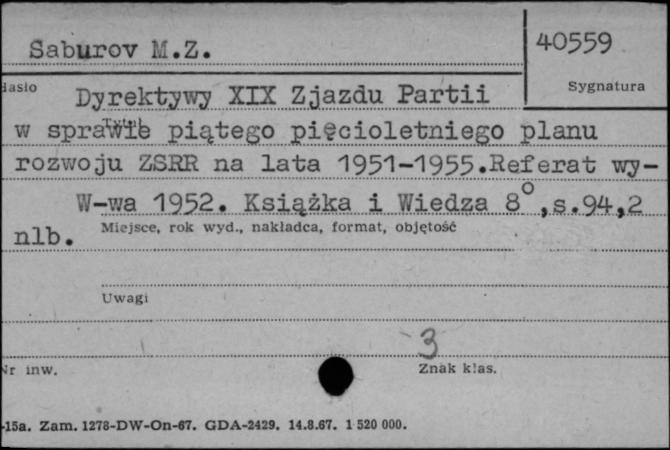 Saburov M.Z.
40559
Hasło
Sygnatura
Dyrektywy XIX Zjazdu Partii
Tytuł
w sprawie piątego pięcioletniego planu
rozwoju ZSRR na lata 1951-1955.Referat wy-
W-wa 1952. Książka i Wiedza 8°,s.94,2
nlb.
Miejsce, rok wyd., nakładca, format, objętość
Uwagi
3
Nr inw.
Znak klas.
-15a. Zam. 1278-DW-On-67. GDA-2429. 14.8.67. 1 520 000.